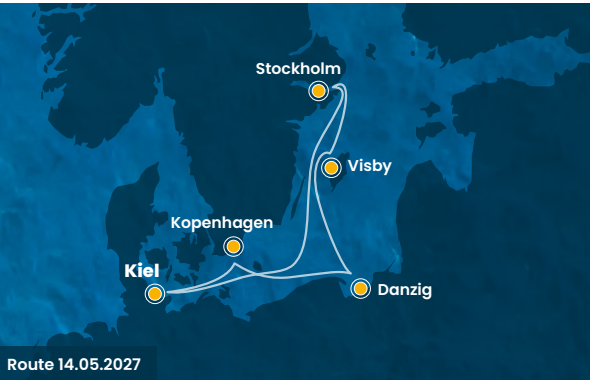 Stockholm
Visby
Kopenhagen
Kiel
Danzig
Route 14.05.2027